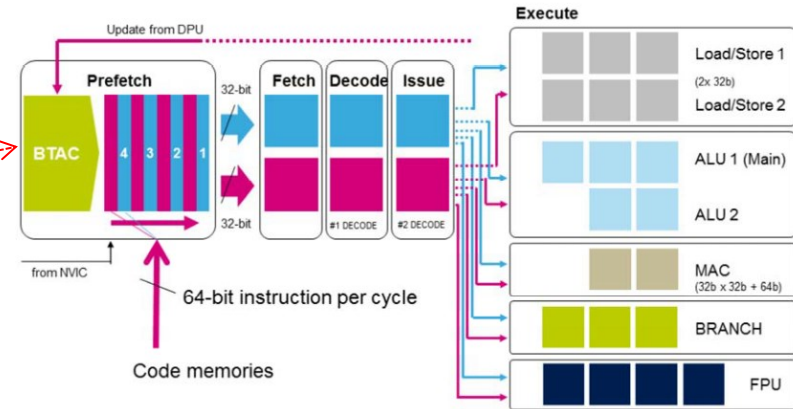 Execute
Update from DPU
Prefetch
BTAC
4 3 2 1
32-bit
32-bit
Fetch
Decode
Issue
#1 DECODE
#2 DECODE
from NVIC
64-bit instruction per cycle
Code memories
Load/Store 1
(2x 32b)
Load/Store 2
ALU 1 (Main)
ALU 2
MAC
(32b x 32b + 64b)
BRANCH
FPU